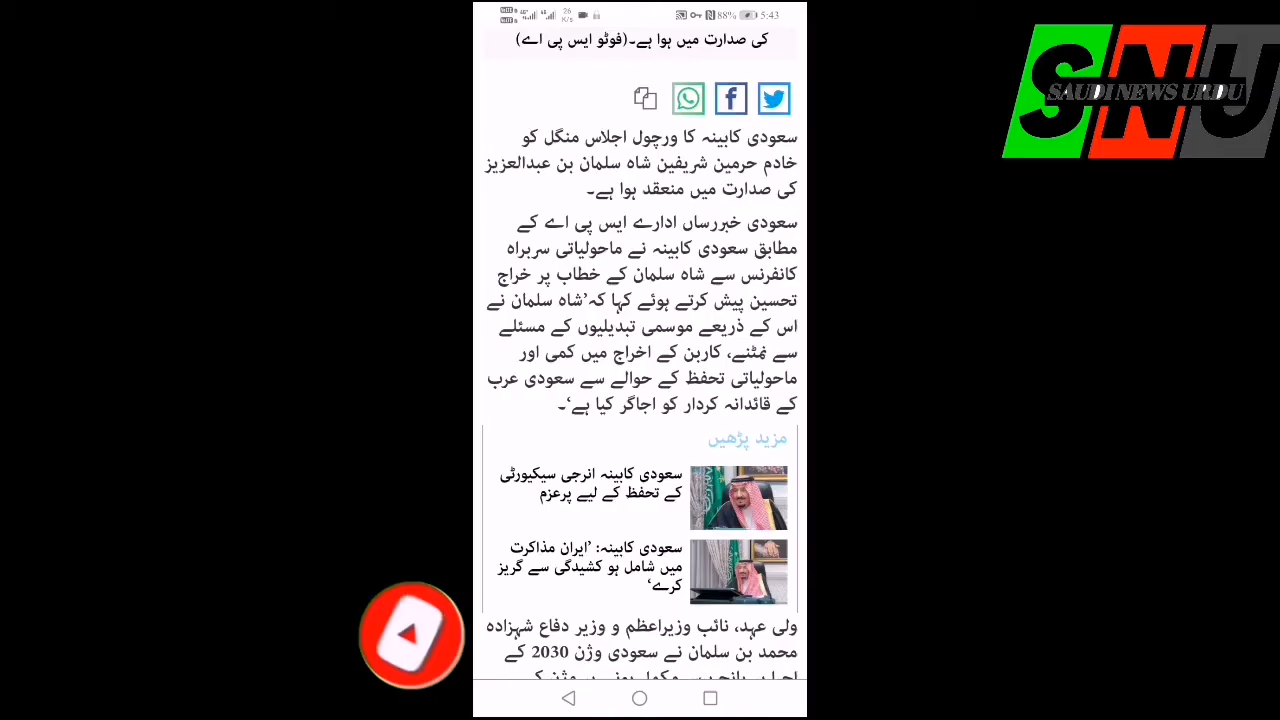 26
K/s
88%
5:43
کی صدارت میں ہوا ہے۔(فوٹو ایس پی اے)
SNU
SAUDI NEWS URDU
سعودی کابینہ کا ورچول اجلاس منگل کو
خادم حرمین شریفین شاہ سلمان بن عبدالعزیز
کی صدارت میں منعقد ہوا ہے۔
سعودی خبررساں ادارے ایس پی اے کے
مطابق سعودی کابینہ نے ماحولیاتی سربراہ
کانفرنس سے شاہ سلمان کے خطاب پر خراج
تحسین پیش کرتے ہوئے کہا کہ’شاہ سلمان نے
اس کے ذریعے موسمی تبدیلیوں کے مسئلے
سے نمٹنے، کاربن کے اخراج میں کمی اور
ماحولیاتی تحفظ کے حوالے سے سعودی عرب
کے قائدانہ کردار کو اجاگر کیا ہے‘۔
مزید پڑھیں
سعودی کابینہ انرجی سیکیورٹی
کے تحفظ کے لیے پرعزم
سعودی کابینہ: ’ایران مذاکرت
میں شامل ہو کشیدگی سے گریز
کرے‘
ولی عہد، نائب وزیراعظم و وزیر دفاع شہزادہ
محمد بن سلمان نے سعودی وژن 2030 کے